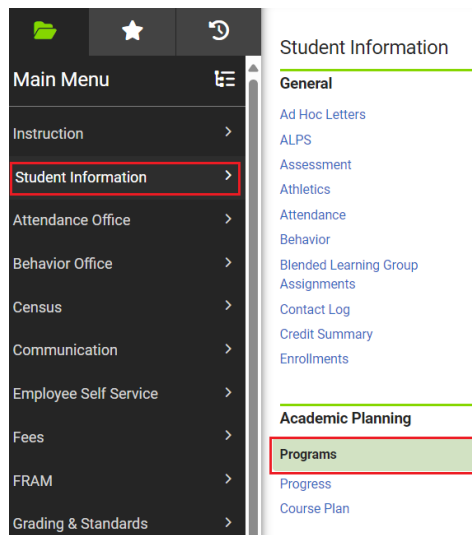 Main Menu
Instruction
Student Information
Attendance Office
Behavior Office
Census
Communication
Employee Self Service
Fees
FRAM
Grading & Standards
Student Information
General
Ad Hoc Letters
ALPS
Assessment
Athletics
Attendance
Behavior
Blended Learning Group
Assignments
Contact Log
Credit Summary
Enrollments
Academic Planning
Programs
Progress
Course Plan